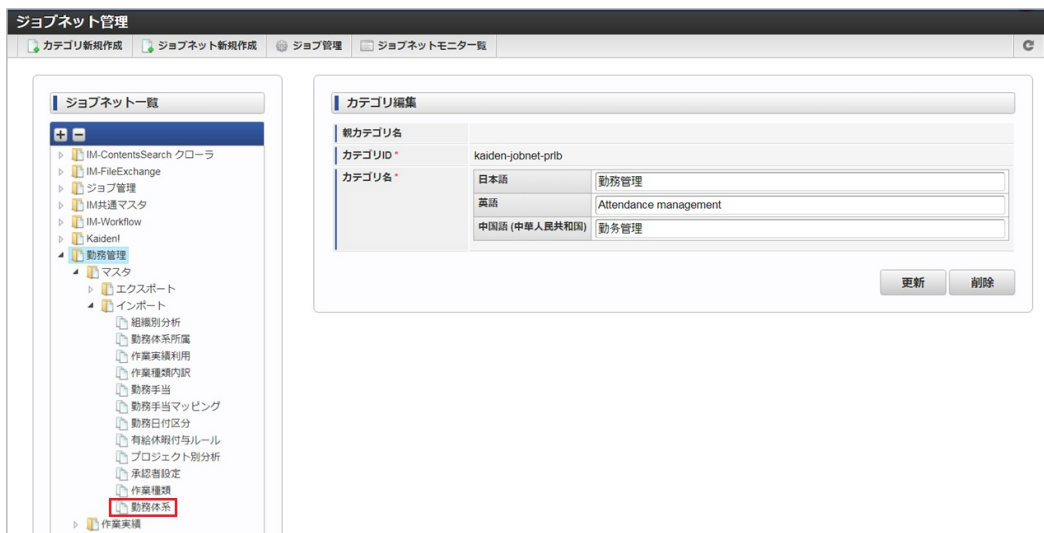 ジョブネット管理
カテゴリ新規作成 ジョブネット新規作成 ジョブ管理 ジョブネットモニター覧
ジョブネット一覧
IM-ContentsSearch クローラ
IM-FileExchange
ジョブ管理
IM共通マスタ
IM-Workflow
Kaiden!
勤務管理
マスタ
エクスポート
インポート
組織別分析
勤務体系所属
作業実績利用
作業種類内訳
勤務手当
勤務手当マッピング
勤務日付区分
有給休暇付与ルール
プロジェクト別分析
承認者設定
作業種類
勤務体系
作業実績
カテゴリ編集
親カテゴリ名
カテゴリID * kaiden-jobnet-prlb
カテゴリ名 * 日本語 勤務管理
英語 Attendance management
中国語 (中華人民共和国) 勤务管理
更新 削除